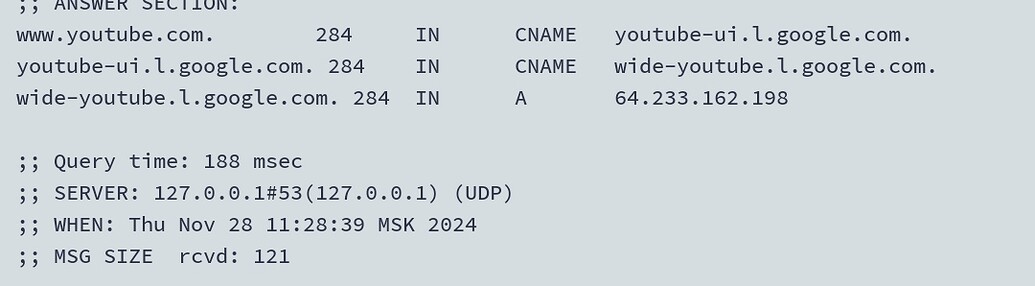 ;; ANSWER SECTION:
www.youtube.com. 284 IN CNAME youtube-ui.l.google.com.
youtube-ui.l.google.com. 284 IN CNAME wide-youtube.l.google.com.
wide-youtube.l.google.com. 284 IN A 64.233.162.198
;; Query time: 188 msec
;; SERVER: 127.0.0.1#53(127.0.0.1) (UDP)
;; WHEN: Thu Nov 28 11:28:39 MSK 2024
;; MSG SIZE rcvd: 121